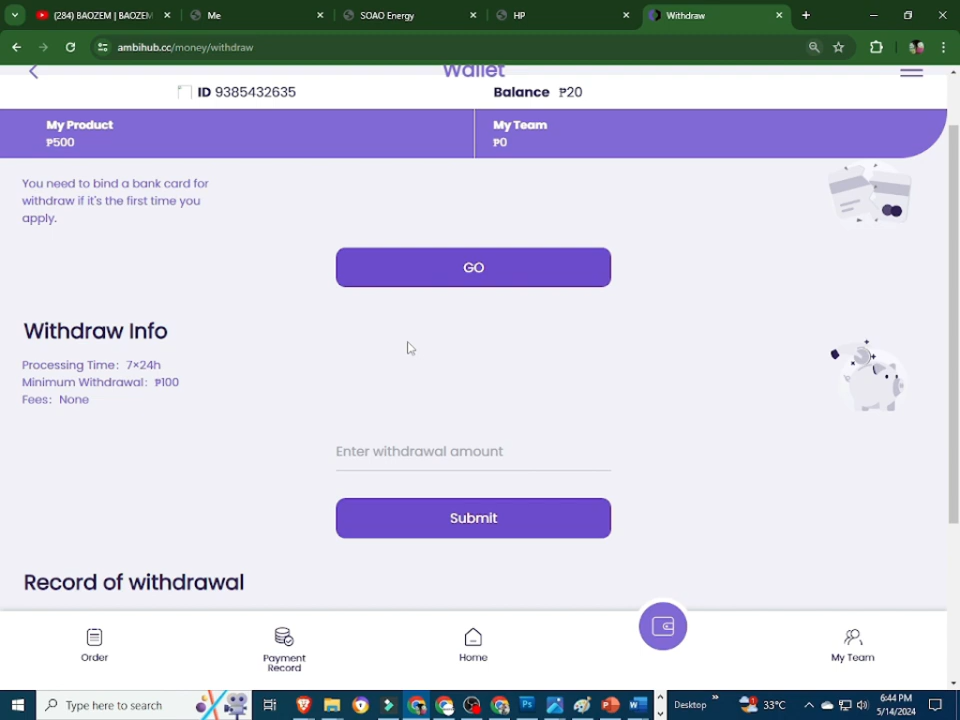 (284) BAOZEM | BAOZEM
Me
SOAO Energy
HP
Withdraw
ambihub.cc/money/withdraw
Wallet
ID 9385432635
Balance ₱20
My Product
₱500
My Team
₱0
You need to bind a bank card for
withdraw if it's the first time you
apply.
GO
Withdraw Info
Processing Time: 7×24h
Minimum Withdrawal: ₱100
Fees: None
Enter withdrawal amount
Submit
Record of withdrawal
Order
Payment
Record
Home
My Team
Type here to search
Desktop
33°C
6:44 PM
5/14/2024